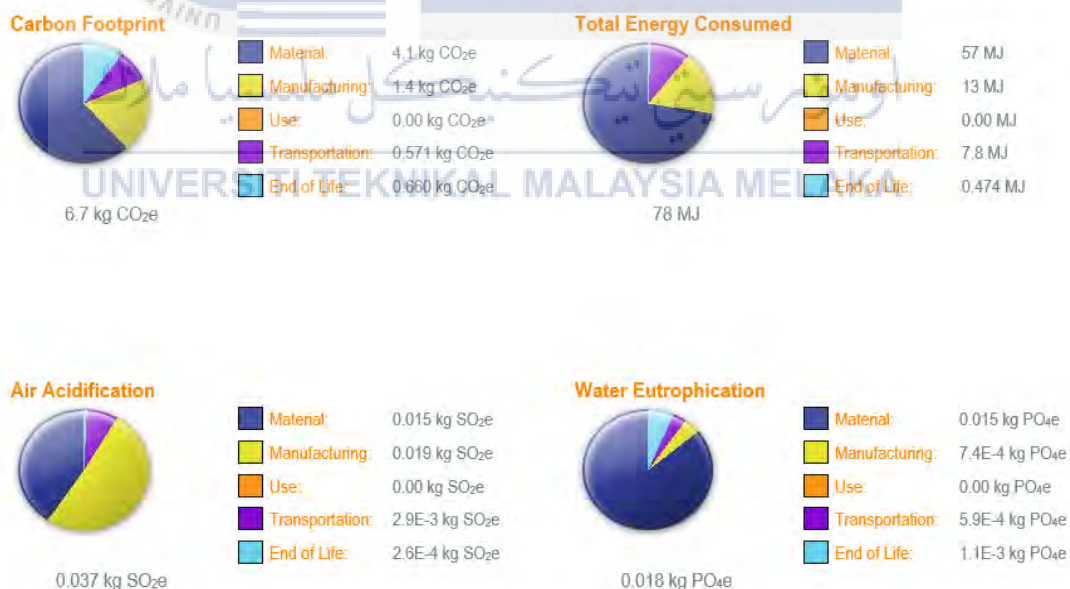 Carbon Footprint
Material: 4.1 kg CO2e
Manufacturing: 1.4 kg CO2e
Use: 0.00 kg CO2e
Transportation: 0.571 kg CO2e
End of Life: 0.660 kg CO2e
6.7 kg CO2e
Total Energy Consumed
Material: 57 MJ
Manufacturing: 13 MJ
Use: 0.00 MJ
Transportation: 7.8 MJ
End of Life: 0.474 MJ
78 MJ
اونيۏرسيتي تيكنيكل مليسيا ملاك
UNIVERSITI TEKNIKAL MALAYSIA MELAKA
Air Acidification
Material: 0.015 kg SO2e
Manufacturing: 0.019 kg SO2e
Use: 0.00 kg SO2e
Transportation: 2.9E-3 kg SO2e
End of Life: 2.6E-4 kg SO2e
0.037 kg SO2e
Water Eutrophication
Material: 0.015 kg PO4e
Manufacturing: 7.4E-4 kg PO4e
Use: 0.00 kg PO4e
Transportation: 5.9E-4 kg PO4e
End of Life: 1.1E-3 kg PO4e
0.018 kg PO4e